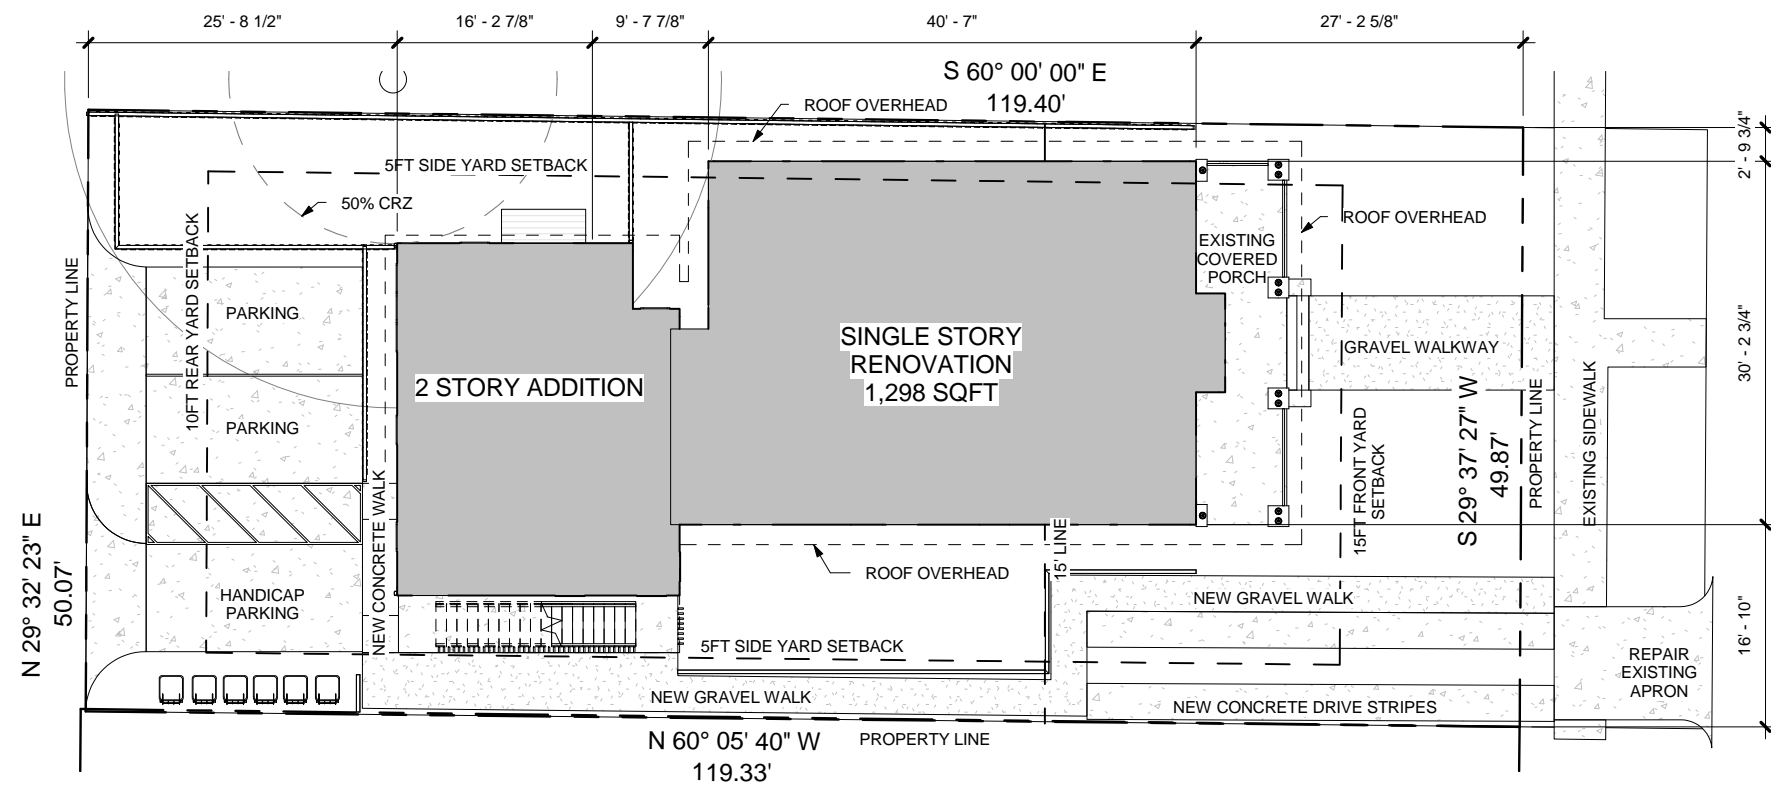 25' - 8 1/2"
16' - 2 7/8"
9' - 7 7/8"
40' - 7"
27' - 2 5/8"
S 60° 00' 00" E
119.40'
ROOF OVERHEAD
2' - 9 3/4"
5FT SIDE YARD SETBACK
50% CRZ
ROOF OVERHEAD
EXISTING
COVERED
PORCH
10FT REAR YARD SETBACK
PROPERTY LINE
PARKING
SINGLE STORY
RENOVATION
1,298 SQFT
GRAVEL WALKWAY
30' - 2 3/4"
2 STORY ADDITION
PARKING
S 29° 37' 27" W
49.87'
PROPERTY LINE
EXISTING SIDEWALK
15FT FRONT YARD
SETBACK
N 29° 32' 23" E
50.07'
NEW CONCRETE WALK
15' LINE
ROOF OVERHEAD
HANDICAP
PARKING
NEW GRAVEL WALK
16' - 10"
5FT SIDE YARD SETBACK
REPAIR
EXISTING
APRON
NEW GRAVEL WALK
NEW CONCRETE DRIVE STRIPES
N 60° 05' 40" W
119.33'
PROPERTY LINE